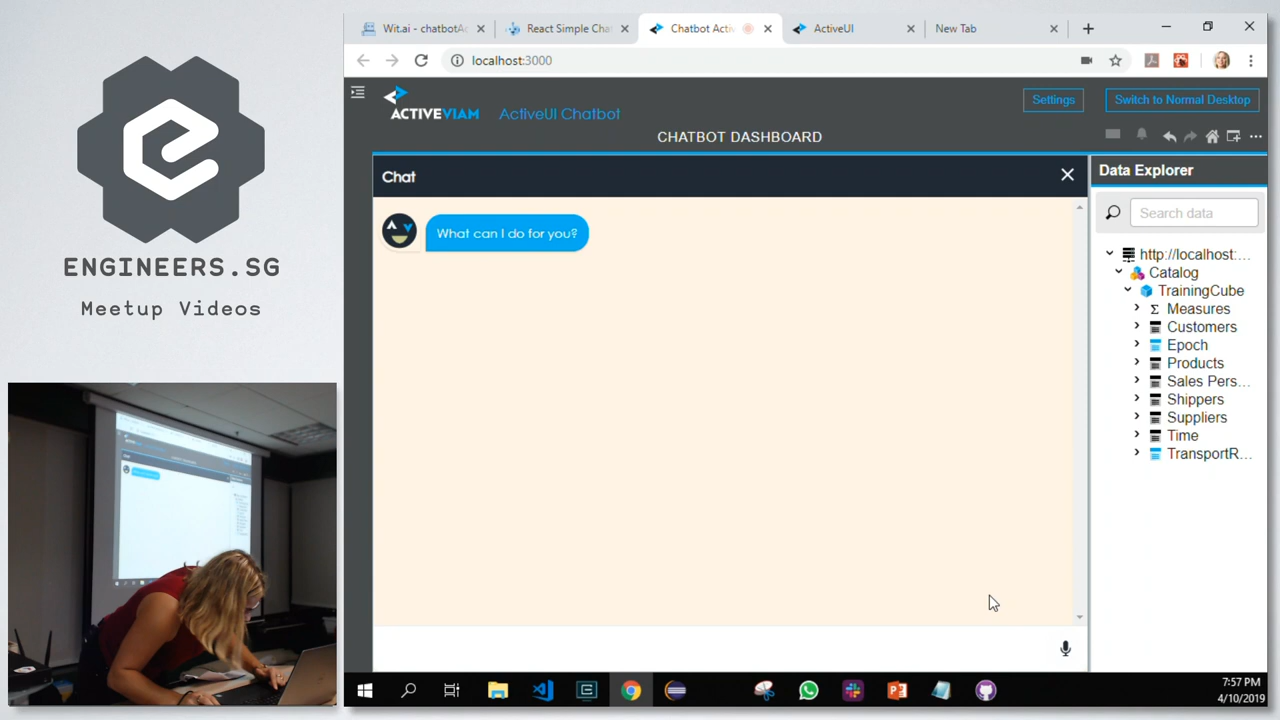 ENGINEERS.SG
Meetup Videos
Wit.ai - chatbotAc
React Simple Cha
Chatbot Activ
ActiveUI
New Tab
localhost:3000
ACTIVEVIAM
ActiveUI Chatbot
Settings
Switch to Normal Desktop
CHATBOT DASHBOARD
Chat
What can I do for you?
Data Explorer
Search data
http://localhost:...
Catalog
TrainingCube
Measures
Customers
Epoch
Products
Sales Pers...
Shippers
Suppliers
Time
TransportR...
7:57 PM
4/10/2019